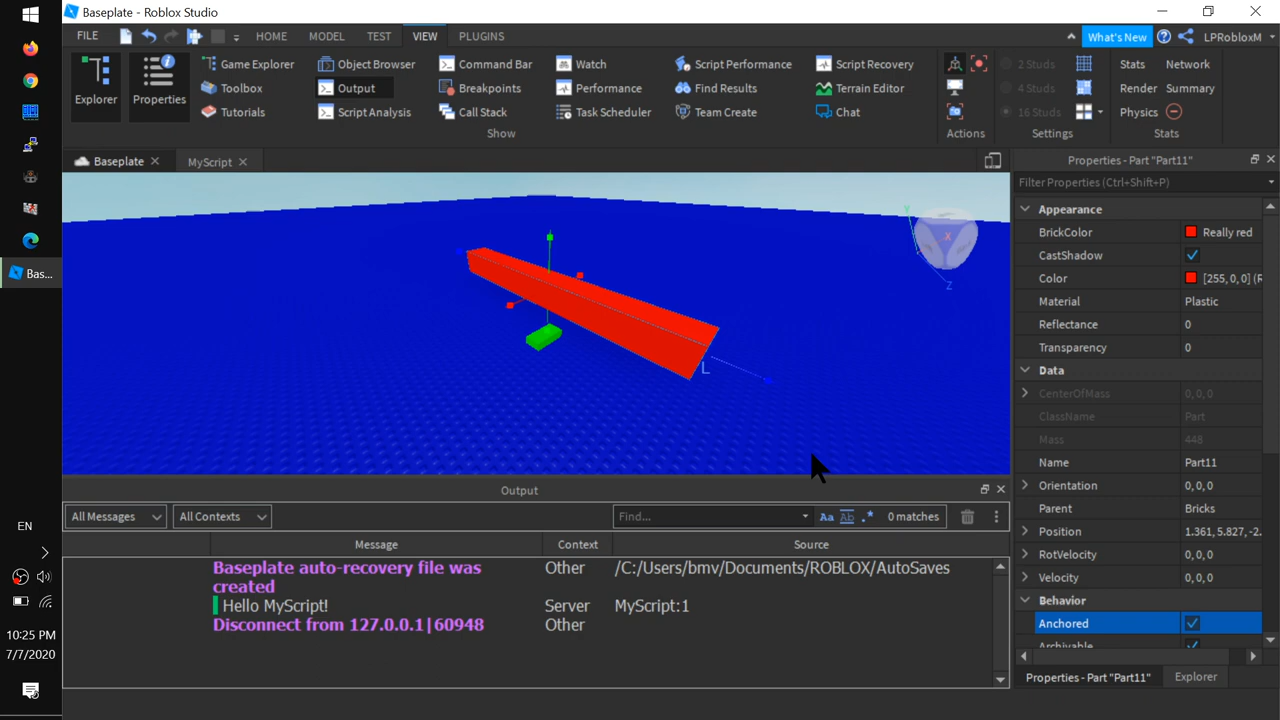 Baseplate - Roblox Studio
FILE HOME MODEL TEST VIEW PLUGINS What's New LPRobloxM
Explorer
Properties
Game Explorer
Toolbox
Tutorials
Object Browser
Output
Script Analysis
Command Bar
Breakpoints
Call Stack
Watch
Performance
Task Scheduler
Script Performance
Find Results
Team Create
Script Recovery
Terrain Editor
Chat
Show
Actions
2 Studs
4 Studs
16 Studs
Settings
Stats Network
Render Summary
Physics
Stats
Baseplate MyScript
X
Y
Z
L
Properties - Part "Part11"
Filter Properties (Ctrl+Shift+P)
Appearance
BrickColor Really red
CastShadow
Color [255, 0, 0] (R
Material Plastic
Reflectance 0
Transparency 0
Data
CenterOfMass 0, 0, 0
ClassName Part
Mass 448
Name Part11
Orientation 0, 0, 0
Parent Bricks
Position 1.361, 5.827, -2.
RotVelocity 0, 0, 0
Velocity 0, 0, 0
Behavior
Anchored
Archivable
Properties - Part "Part11" Explorer
Output
All Messages All Contexts Find... Aa Ab .* 0 matches
Message Context Source
Baseplate auto-recovery file was created Other /C:/Users/bmv/Documents/ROBLOX/AutoSaves
Hello MyScript! Server MyScript:1
Disconnect from 127.0.0.1|60948 Other
Bas...
EN
10:25 PM
7/7/2020